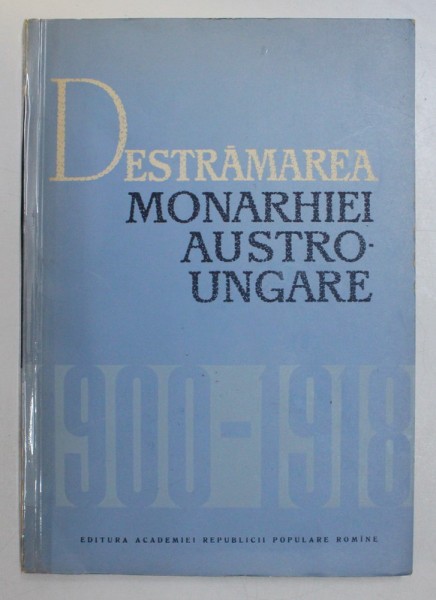 DESTRĂMAREA
MONARHIEI
AUSTRO-
UNGARE
1900-1918
EDITURA ACADEMIEI REPUBLICII POPULARE ROMÎNE